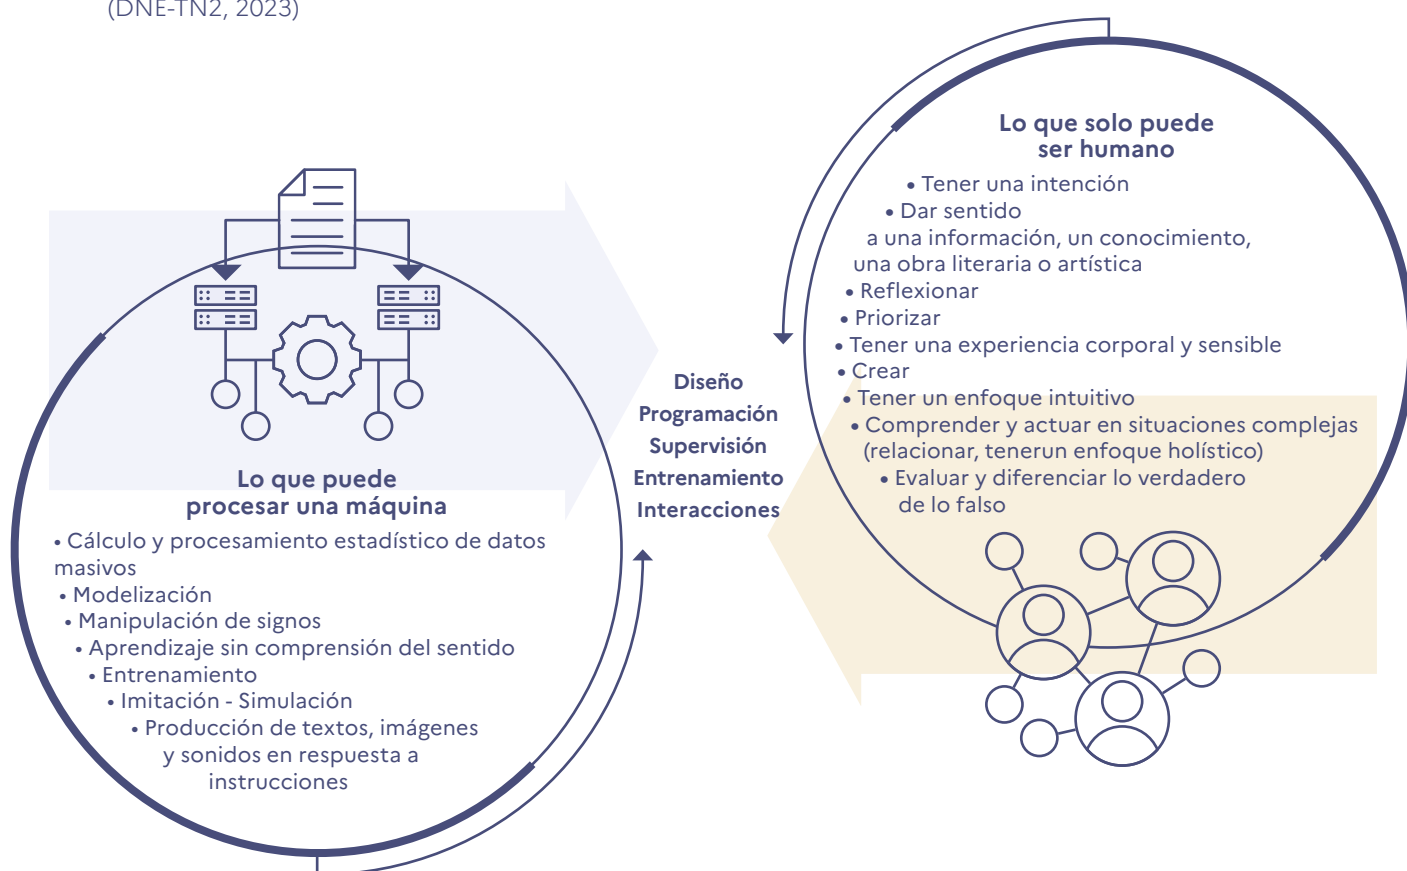 (DNE-TN2, 2023)
Lo que puede
procesar una máquina
• Cálculo y procesamiento estadístico de datos
masivos
• Modelización
• Manipulación de signos
• Aprendizaje sin comprensión del sentido
• Entrenamiento
• Imitación - Simulación
• Producción de textos, imágenes
y sonidos en respuesta a
instrucciones
Diseño
Programación
Supervisión
Entrenamiento
Interacciones
Lo que solo puede
ser humano
• Tener una intención
• Dar sentido
a una información, un conocimiento,
una obra literaria o artística
• Reflexionar
• Priorizar
• Tener una experiencia corporal y sensible
• Crear
• Tener un enfoque intuitivo
• Comprender y actuar en situaciones complejas
(relacionar, tenerun enfoque holístico)
• Evaluar y diferenciar lo verdadero
de lo falso